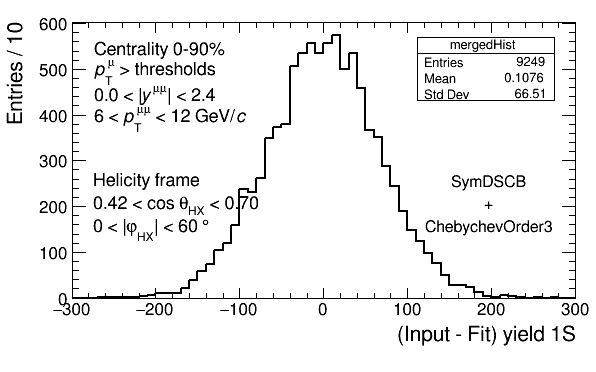 Entries / 10
600
500
400
300
200
100
0
Centrality 0-90%
p_T^μ > thresholds
0.0 < |y^μμ| < 2.4
6 < p_T^μμ < 12 GeV/c
Helicity frame
0.42 < cos θ_HX < 0.70
0 < |φ_HX| < 60 °
mergedHist
Entries 9249
Mean 0.1076
Std Dev 66.51
SymDSCB
+
ChebychevOrder3
−300 −200 −100 0 100 200 300
(Input - Fit) yield 1S